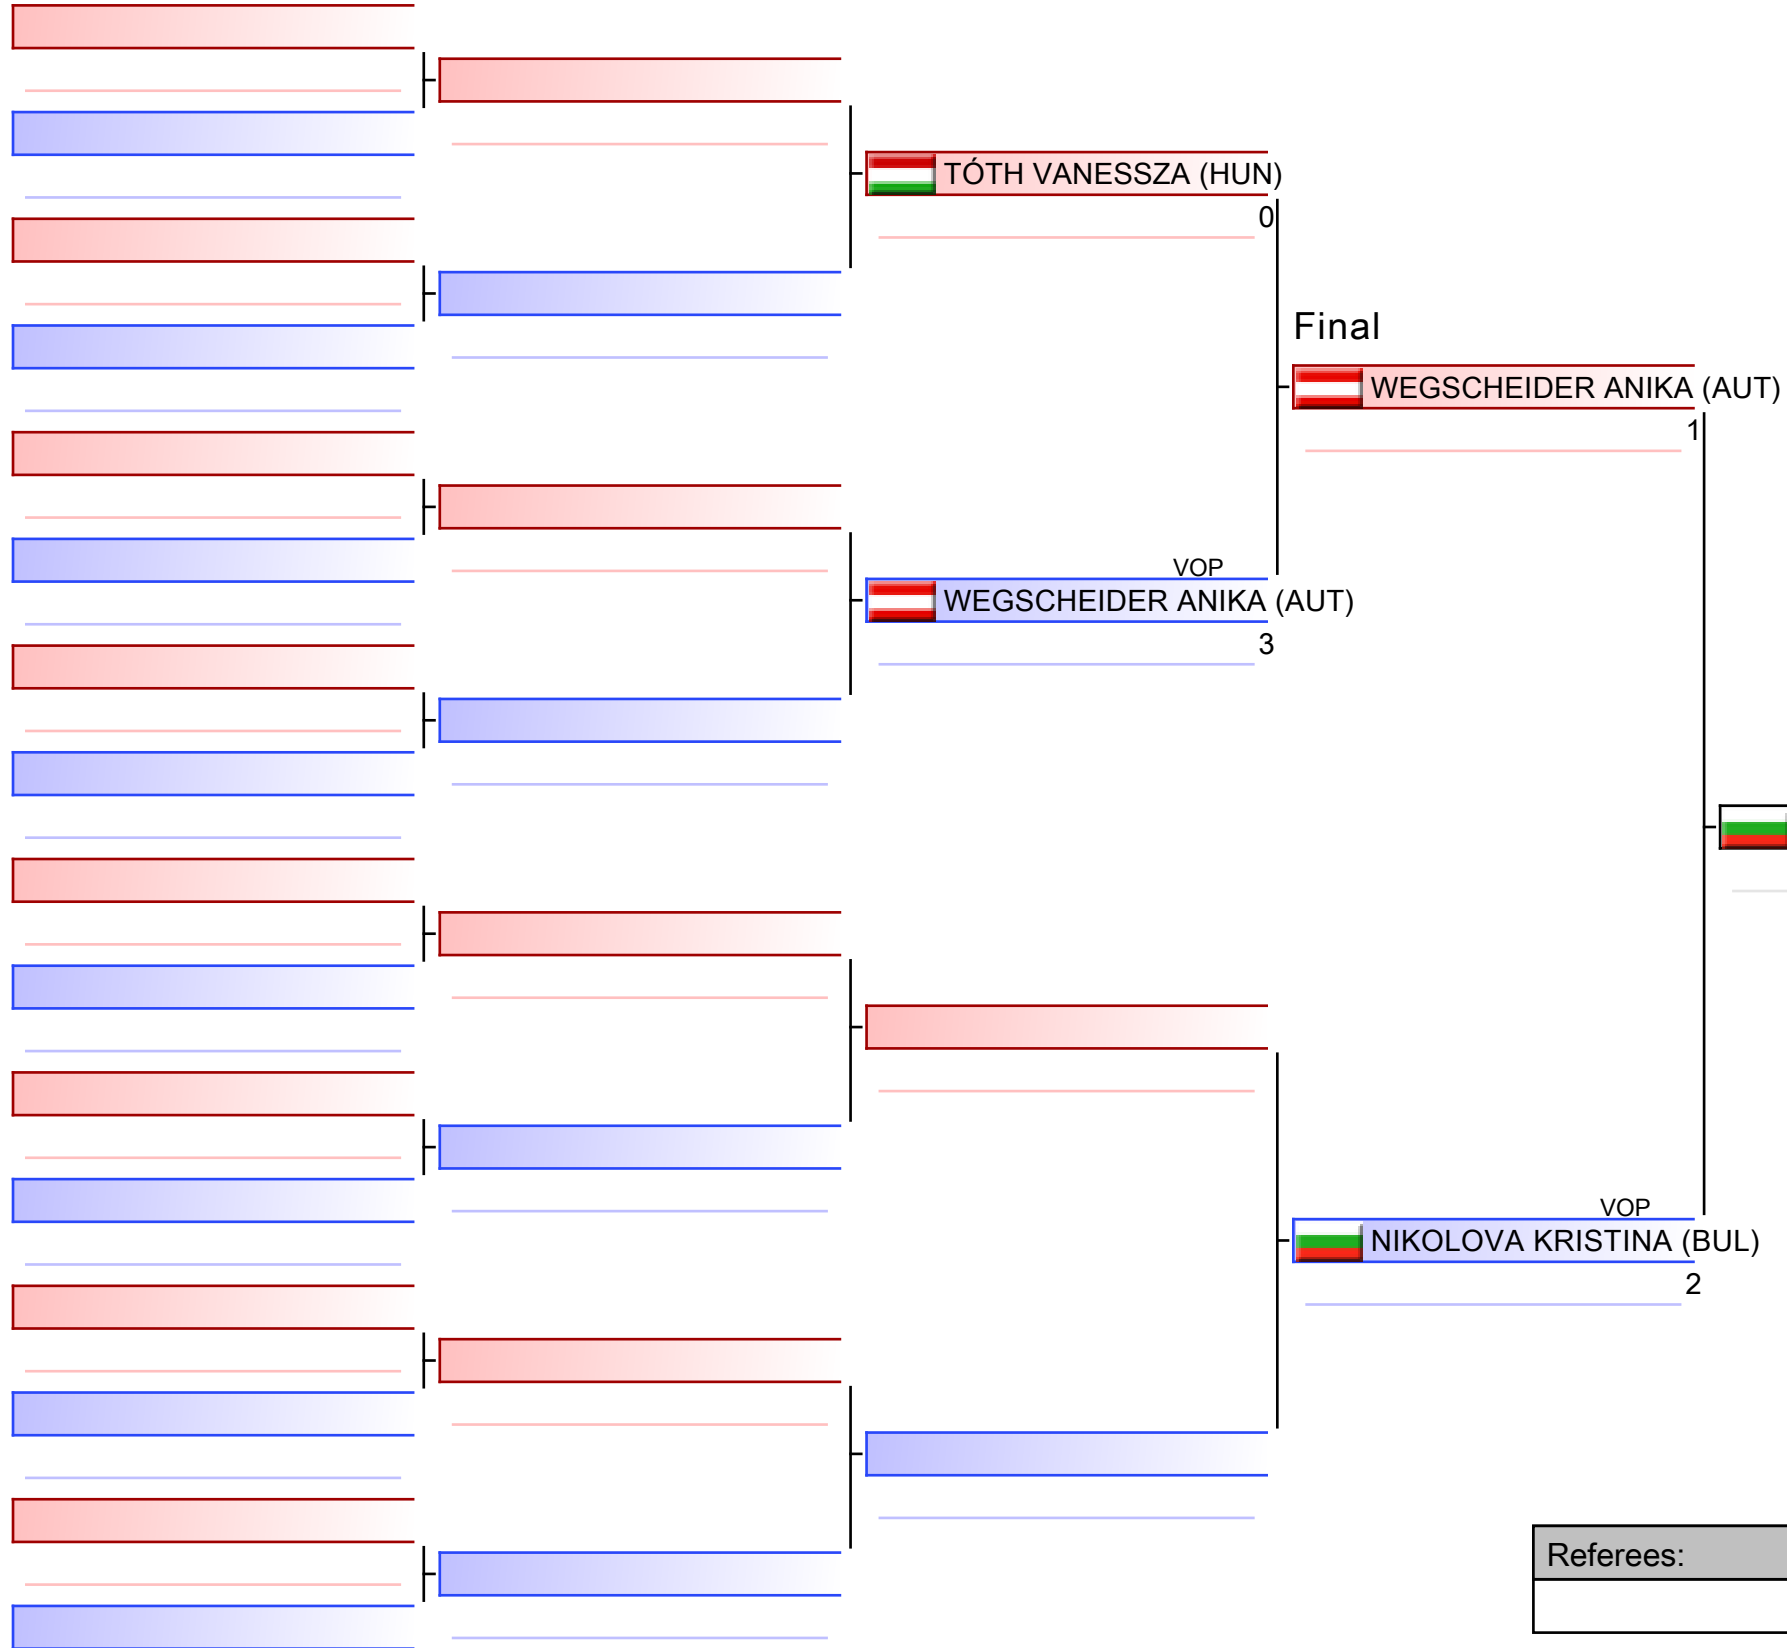 TÓTH VANESSZA (HUN)
0
Final
WEGSCHEIDER ANIKA (AUT)
1
VOP
WEGSCHEIDER ANIKA (AUT)
3
VOP
NIKOLOVA KRISTINA (BUL)
2
Referees: